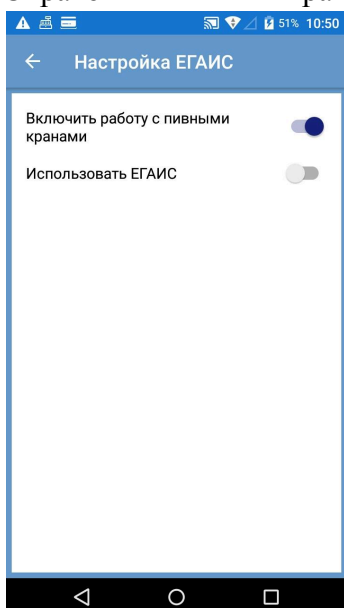 51% 10:50
Настройка ЕГАИС
Включить работу с пивными
кранами
Использовать ЕГАИС